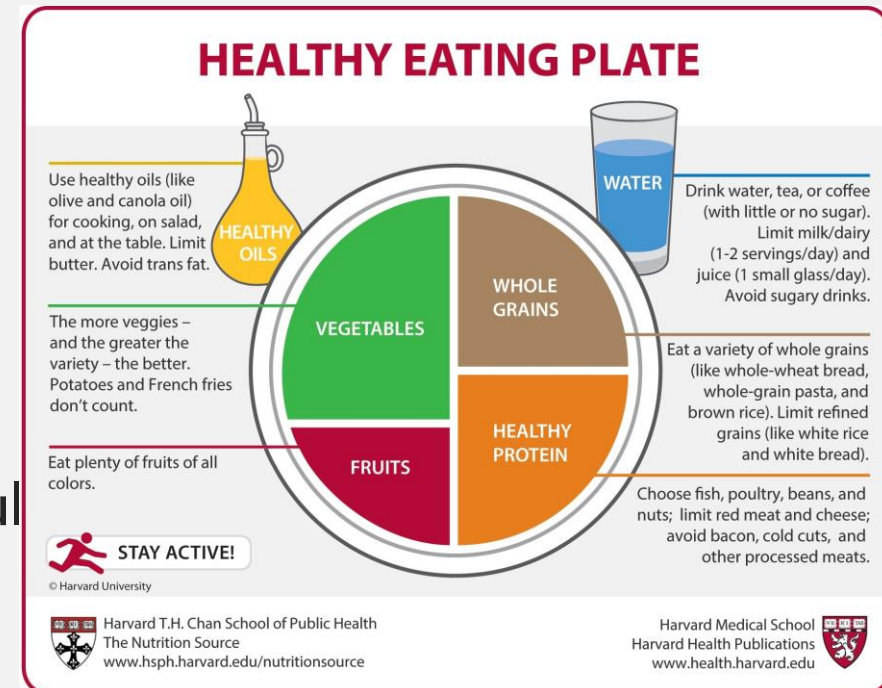 HEALTHY EATING PLATE
Use healthy oils (like
olive and canola oil)
for cooking, on salad,
and at the table. Limit
butter. Avoid trans fat.
HEALTHY
OILS
The more veggies –
and the greater the
variety – the better.
Potatoes and French fries
don't count.
Eat plenty of fruits of all
colors.
VEGETABLES
FRUITS
WHOLE
GRAINS
HEALTHY
PROTEIN
WATER
Drink water, tea, or coffee
(with little or no sugar).
Limit milk/dairy
(1-2 servings/day) and
juice (1 small glass/day).
Avoid sugary drinks.
Eat a variety of whole grains
(like whole-wheat bread,
whole-grain pasta, and
brown rice). Limit refined
grains (like white rice
and white bread).
Choose fish, poultry, beans, and
nuts; limit red meat and cheese;
avoid bacon, cold cuts, and
other processed meats.
STAY ACTIVE!
© Harvard University
Harvard T.H. Chan School of Public Health
The Nutrition Source
www.hsph.harvard.edu/nutritionsource
Harvard Medical School
Harvard Health Publications
www.health.harvard.edu